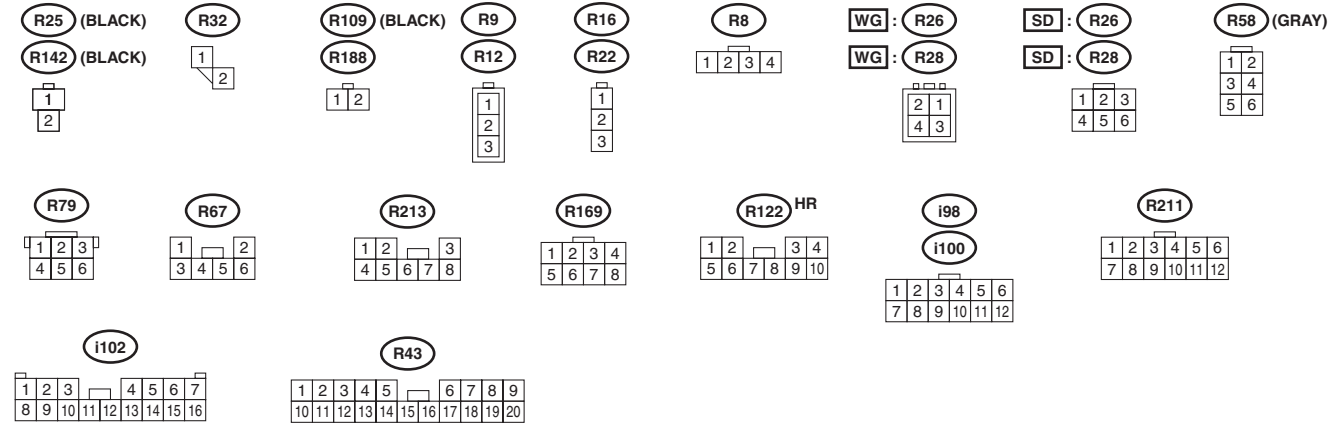 R25 (BLACK) R32 R109 (BLACK) R9 R16 R8 WG : R26 SD : R26 R58 (GRAY)
R142 (BLACK) R188 R12 R22 WG : R28 SD : R28
1
2
1
2
1 2
1
2
3
1
2
3
1 2 3 4
2 1
4 3
1 2 3
4 5 6
1 2
3 4
5 6
R79 R67 R213 R169 R122 HR i98 R211
i100
1 2 3
4 5 6
1 2
3 4 5 6
1 2 3
4 5 6 7 8
1 2 3 4
5 6 7 8
1 2 3 4
5 6 7 8 9 10
1 2 3 4 5 6
7 8 9 10 11 12
1 2 3 4 5 6
7 8 9 10 11 12
i102 R43
1 2 3 4 5 6 7
8 9 10 11 12 13 14 15 16
1 2 3 4 5 6 7 8 9
10 11 12 13 14 15 16 17 18 19 20